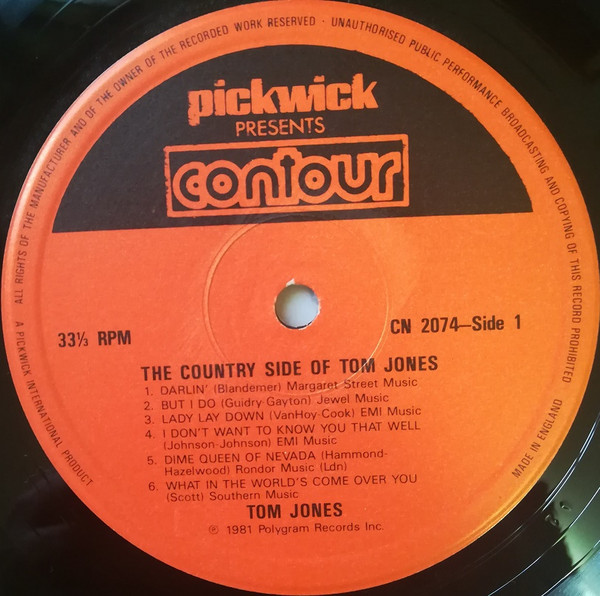 ALL RIGHTS OF THE MANUFACTURER AND OF THE OWNER OF THE RECORDED WORK RESERVED · UNAUTHORISED PUBLIC PERFORMANCE BROADCASTING AND COPYING OF THIS RECORD PROHIBITED
pickwick
PRESENTS
contour
33⅓ RPM
CN 2074—Side 1
THE COUNTRY SIDE OF TOM JONES
1. DARLIN' (Blandemer) Margaret Street Music
2. BUT I DO (Guidry-Gayton) Jewel Music
3. LADY LAY DOWN (VanHoy-Cook) EMI Music
4. I DON'T WANT TO KNOW YOU THAT WELL
(Johnson-Johnson) EMI Music
5. DIME QUEEN OF NEVADA (Hammond-
Hazelwood) Rondor Music (Ldn)
6. WHAT IN THE WORLD'S COME OVER YOU
(Scott) Southern Music
TOM JONES
℗ 1981 Polygram Records Inc.
A PICKWICK INTERNATIONAL PRODUCT
MADE IN ENGLAND